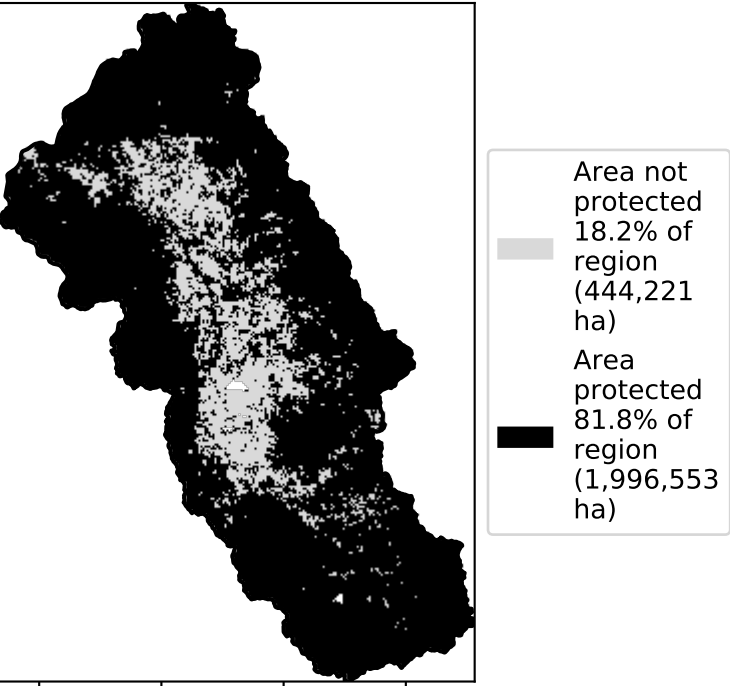 Area not
protected
18.2% of
region
(444,221
ha)
Area
protected
81.8% of
region
(1,996,553
ha)